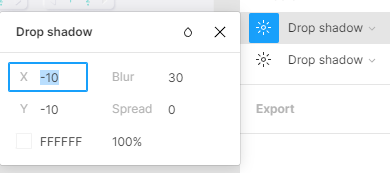 Drop shadow
X -10 Blur 30
Y -10 Spread 0
FFFFFF 100%
Drop shadow
Drop shadow
Export